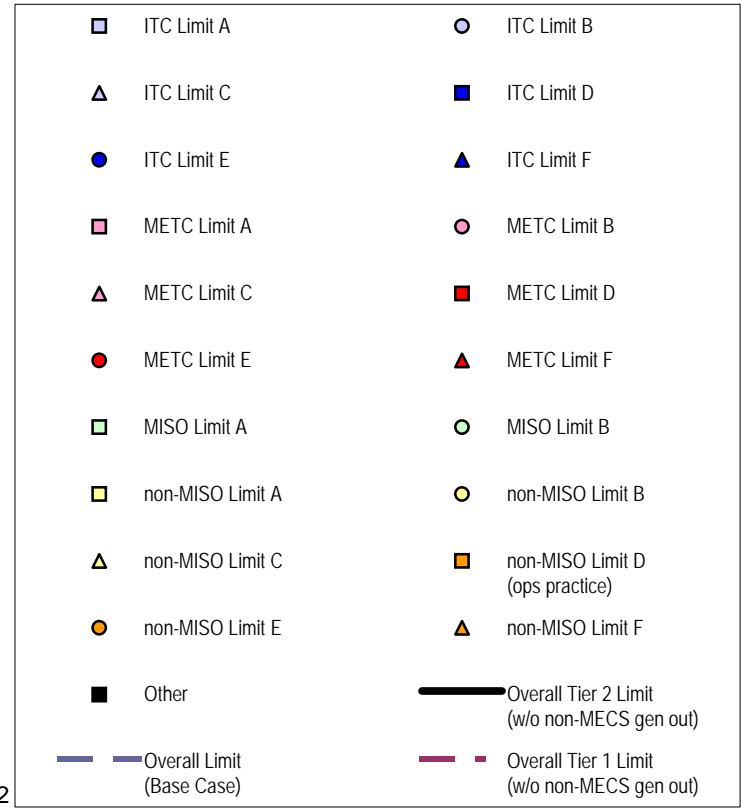 ITC Limit A
ITC Limit B
ITC Limit C
ITC Limit D
ITC Limit E
ITC Limit F
METC Limit A
METC Limit B
METC Limit C
METC Limit D
METC Limit E
METC Limit F
MISO Limit A
MISO Limit B
non-MISO Limit A
non-MISO Limit B
non-MISO Limit C
non-MISO Limit D
(ops practice)
non-MISO Limit E
non-MISO Limit F
Other
Overall Tier 2 Limit
(w/o non-MECS gen out)
Overall Limit
(Base Case)
Overall Tier 1 Limit
(w/o non-MECS gen out)
2